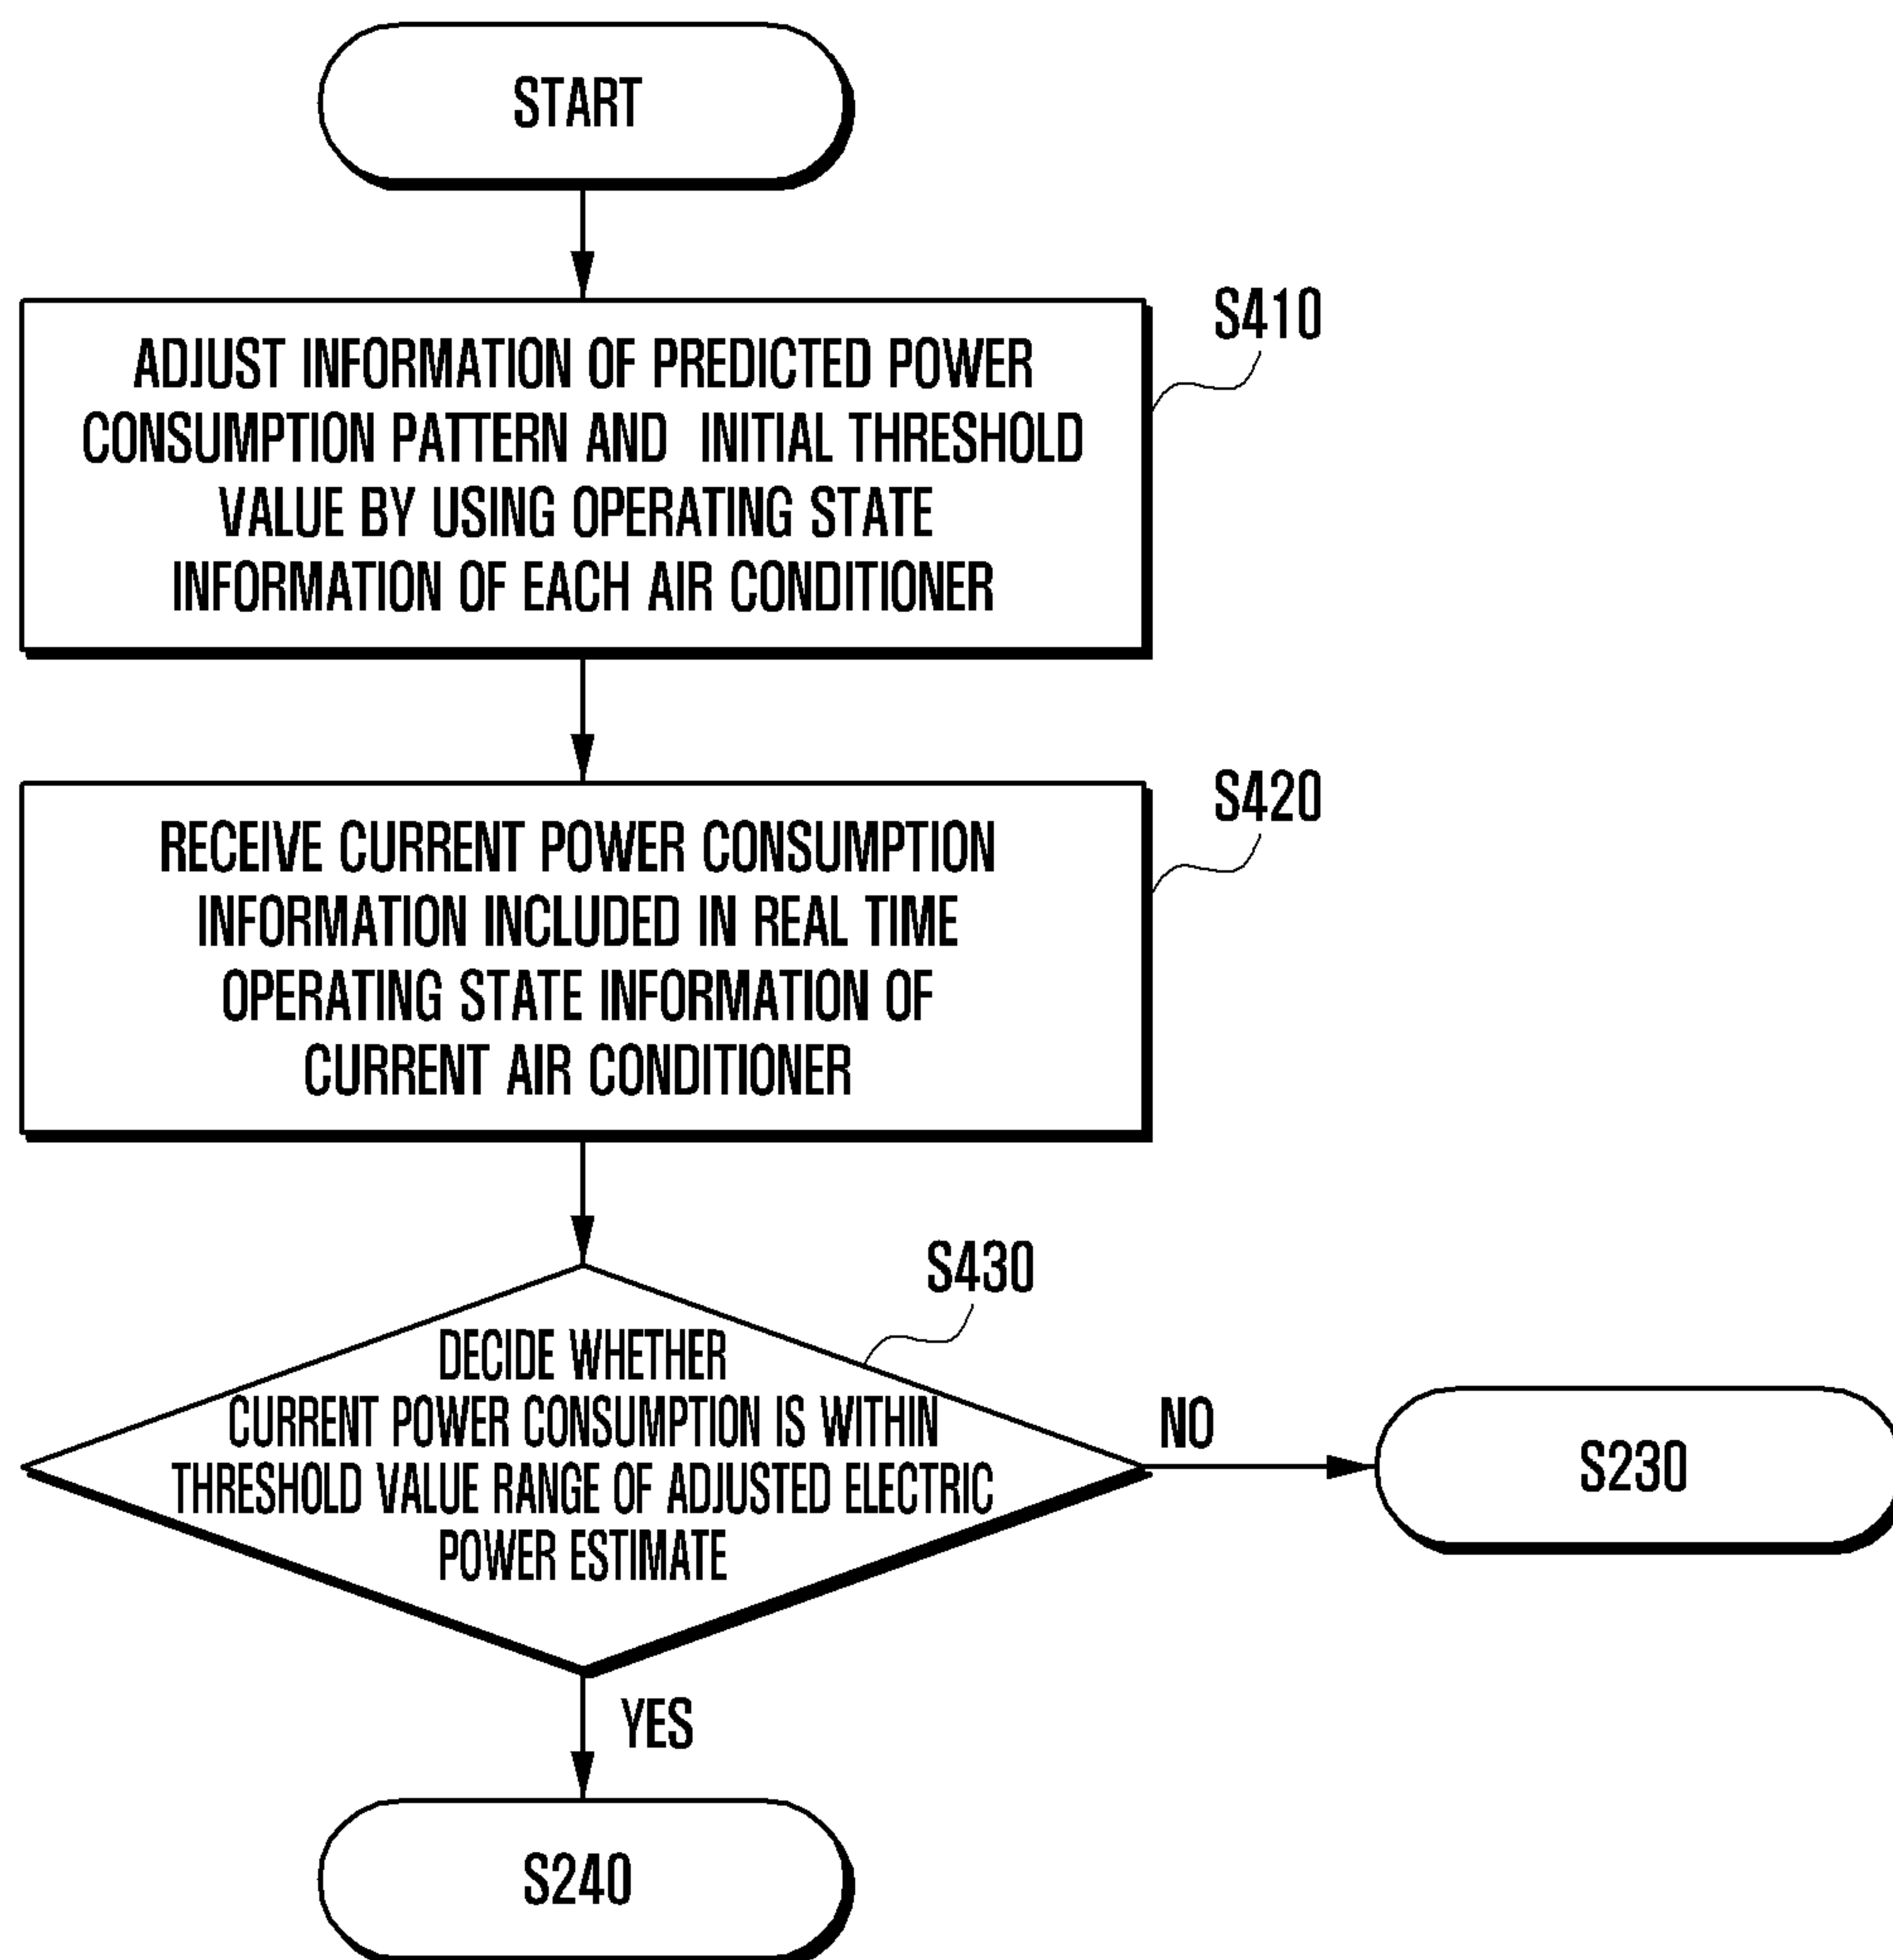 START
S410
ADJUST INFORMATION OF PREDICTED POWER
CONSUMPTION PATTERN AND INITIAL THRESHOLD
VALUE BY USING OPERATING STATE
INFORMATION OF EACH AIR CONDITIONER
S420
RECEIVE CURRENT POWER CONSUMPTION
INFORMATION INCLUDED IN REAL TIME
OPERATING STATE INFORMATION OF
CURRENT AIR CONDITIONER
S430
DECIDE WHETHER
CURRENT POWER CONSUMPTION IS WITHIN
THRESHOLD VALUE RANGE OF ADJUSTED ELECTRIC
POWER ESTIMATE
NO
S230
YES
S240